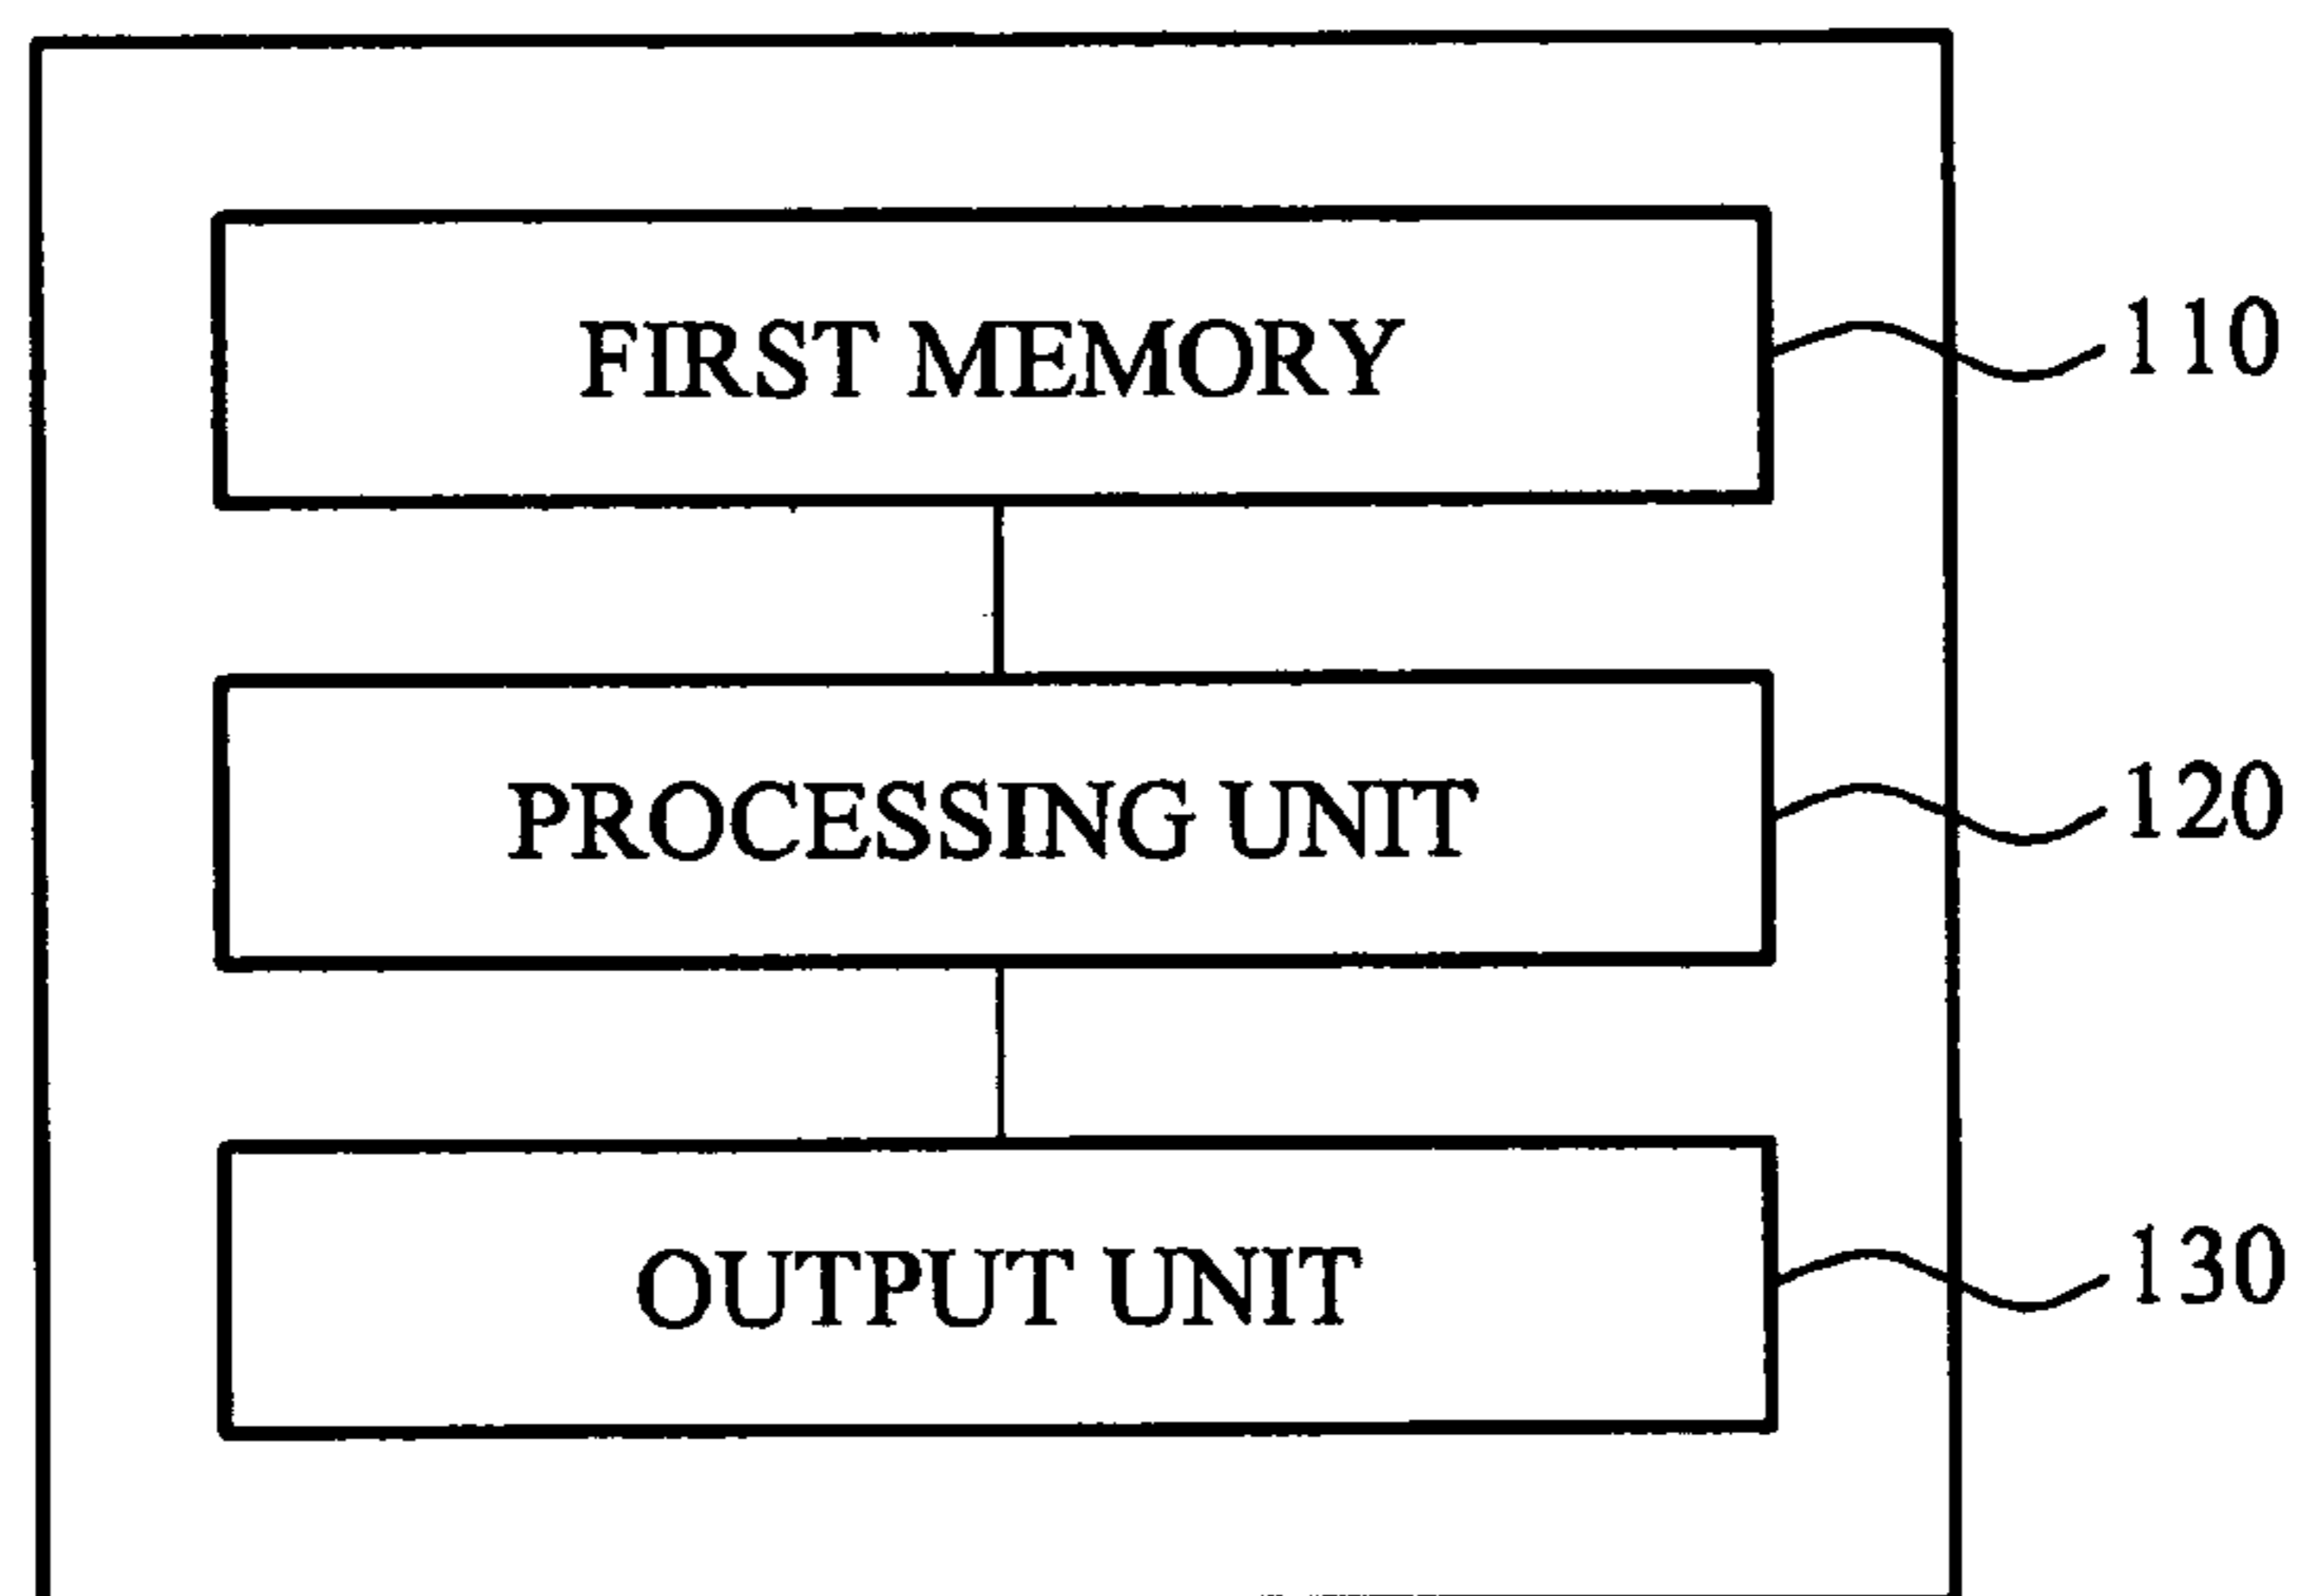 FIRST MEMORY
110
PROCESSING UNIT
120
OUTPUT UNIT
130